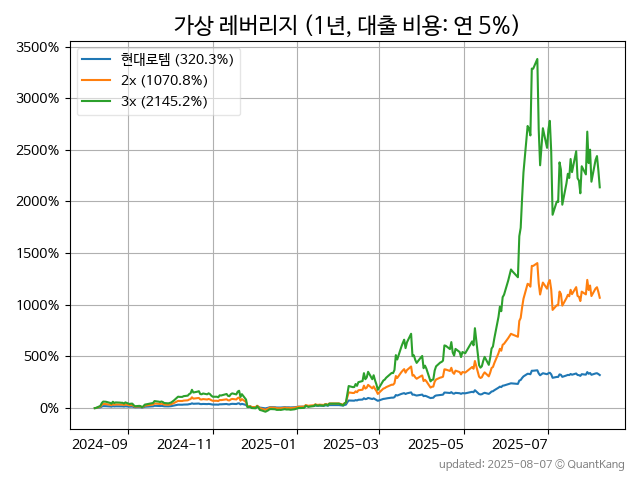 가상 레버리지 (1년, 대출 비용: 연 5%)
3500%
3000%
2500%
2000%
1500%
1000%
500%
0%
현대로템 (320.3%)
2x (1070.8%)
3x (2145.2%)
2024-09 2024-11 2025-01 2025-03 2025-05 2025-07
updated: 2025-08-07 © QuantKang